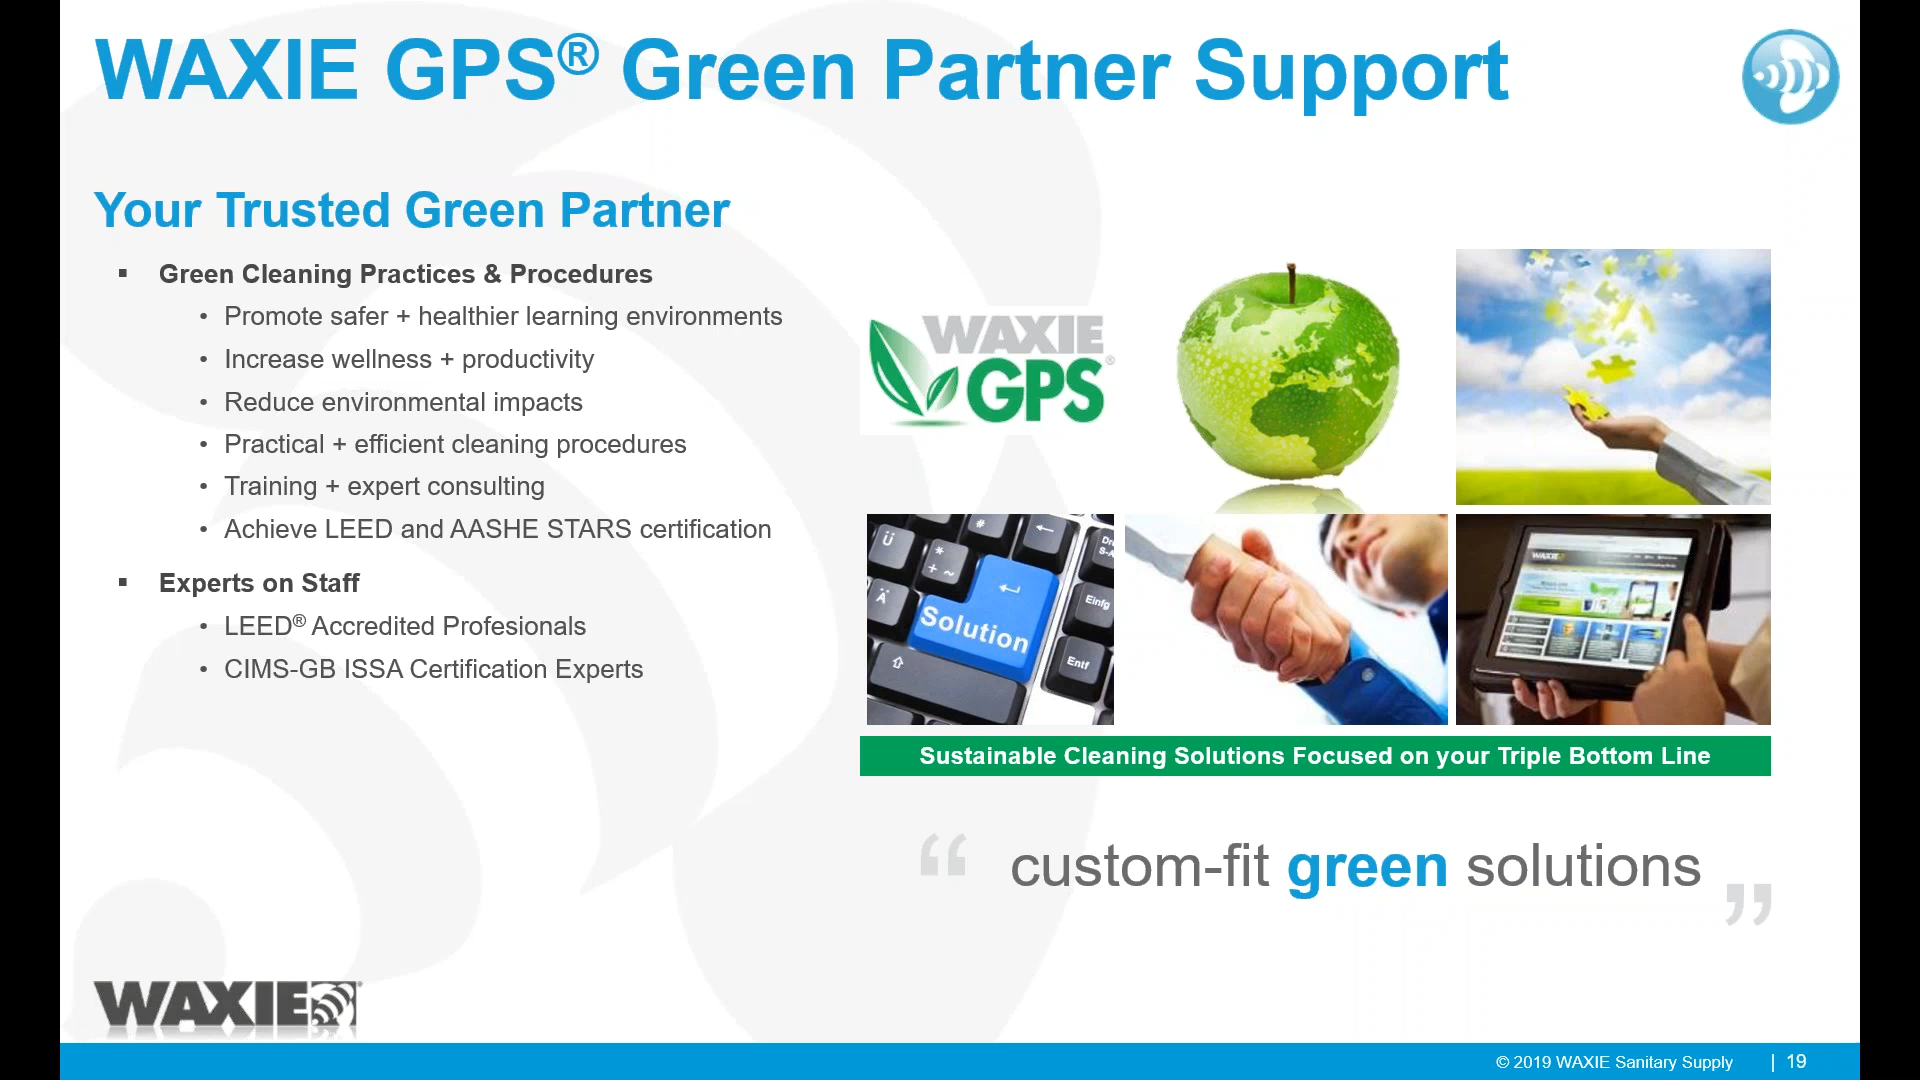 WAXIE GPS® Green Partner Support
Your Trusted Green Partner
▪ Green Cleaning Practices & Procedures
• Promote safer + healthier learning environments
• Increase wellness + productivity
• Reduce environmental impacts
• Practical + efficient cleaning procedures
• Training + expert consulting
• Achieve LEED and AASHE STARS certification
▪ Experts on Staff
• LEED® Accredited Profesionals
• CIMS-GB ISSA Certification Experts
WAXIE
GPS®
Ü
#
*
+ ~
Ä
Solution
Einfg
Entf
WAXIE
Sustainable Cleaning Solutions Focused on your Triple Bottom Line
“ custom-fit green solutions ”
WAXIE
© 2019 WAXIE Sanitary Supply | 19